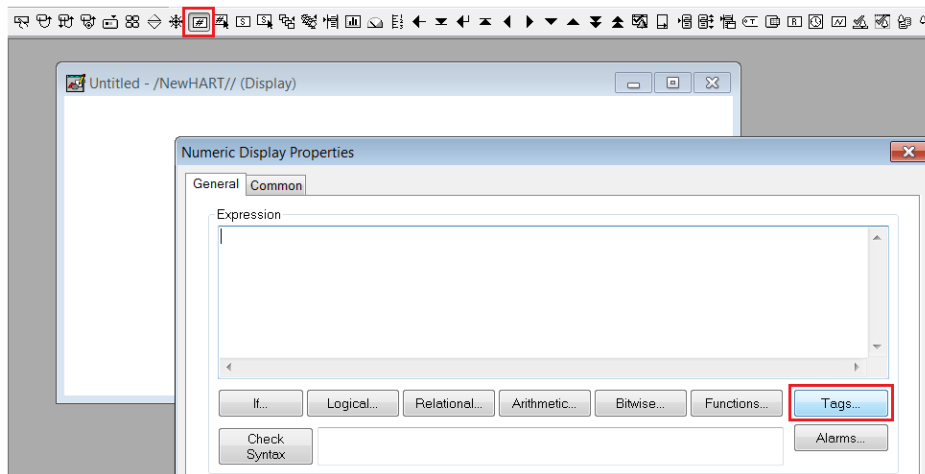 Untitled - /NewHART// (Display)
Numeric Display Properties
General Common
Expression
If... Logical... Relational... Arithmetic... Bitwise... Functions... Tags...
Check Syntax
Alarms...